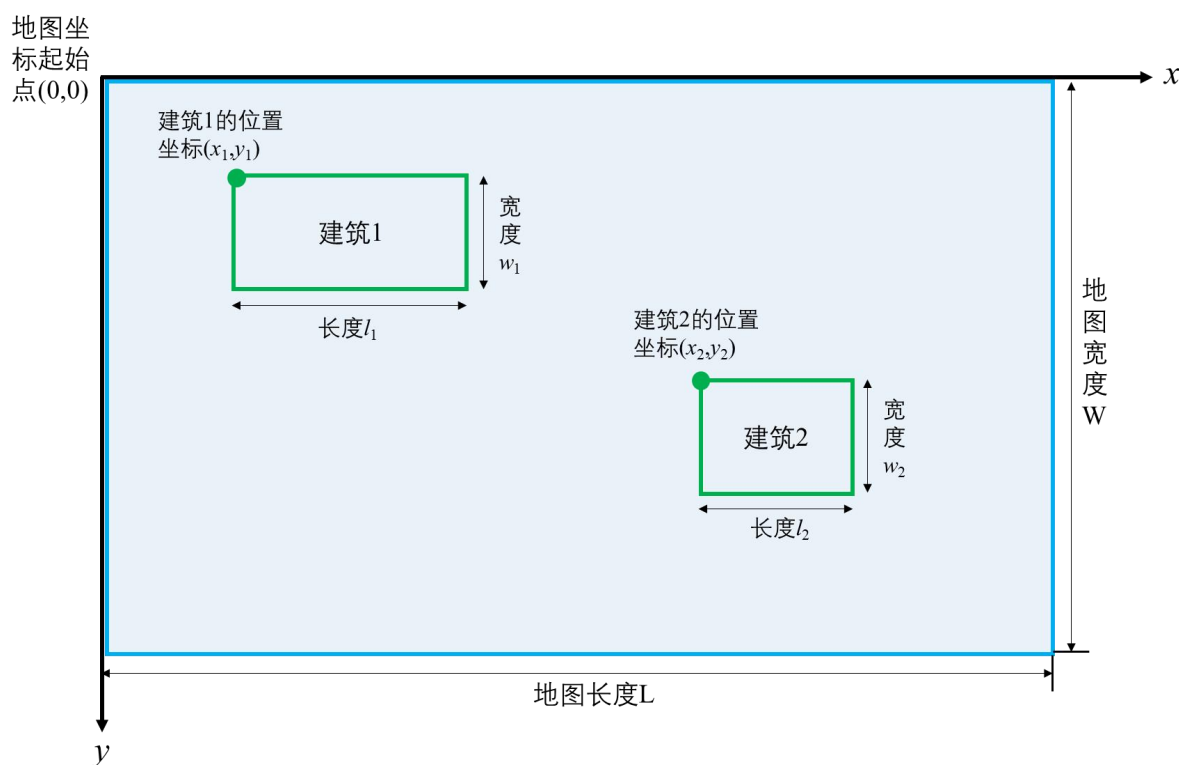 地图坐
标起始
点(0,0)
x
建筑1的位置
坐标(x₁,y₁)
建筑1
宽
度
w₁
长度l₁
建筑2的位置
坐标(x₂,y₂)
建筑2
宽
度
w₂
长度l₂
地
图
宽
度
W
地图长度L
y